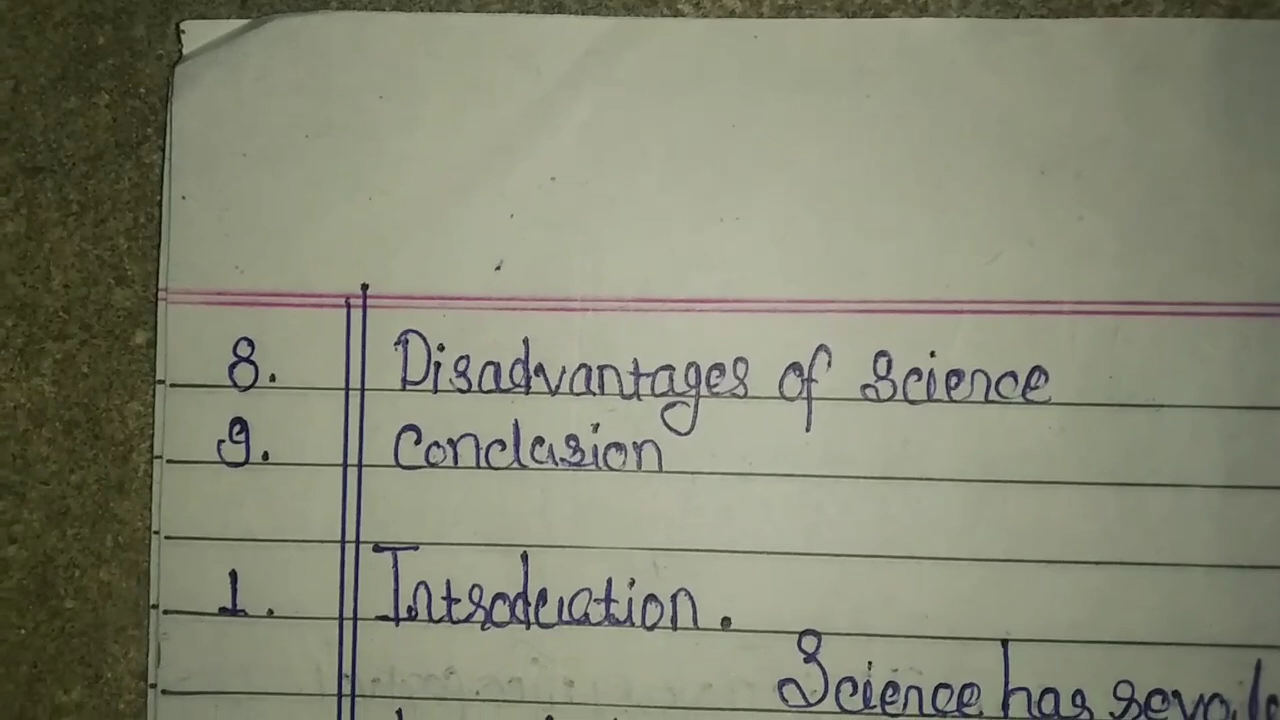 8. Disadvantages of Science
9. Conclusion
1. Introduction.
Science has